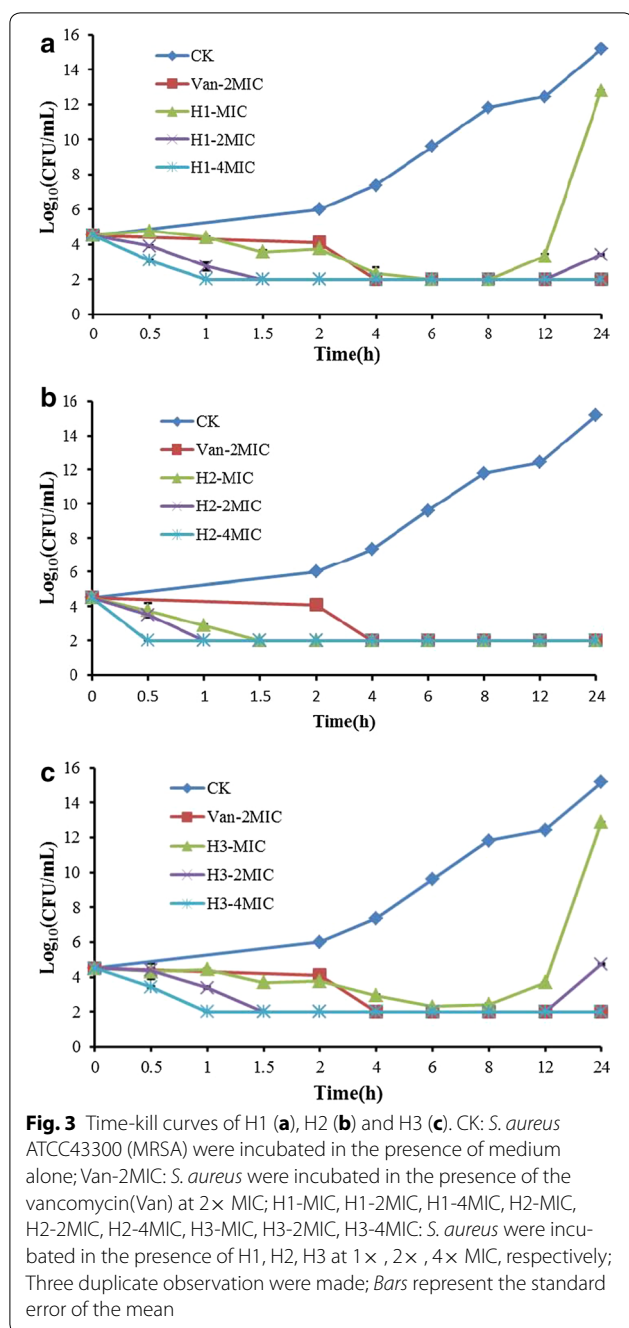 a
16
14
12
10
8
6
4
2
0
Log10(CFU/mL)
CK
Van-2MIC
H1-MIC
H1-2MIC
H1-4MIC
0 0.5 1 1.5 2 4 6 8 12 24
Time(h)
b
16
14
12
10
8
6
4
2
0
Log10(CFU/mL)
CK
Van-2MIC
H2-MIC
H2-2MIC
H2-4MIC
0 0.5 1 1.5 2 4 6 8 12 24
Time(h)
c
16
14
12
10
8
6
4
2
0
Log10(CFU/mL)
CK
Van-2MIC
H3-MIC
H3-2MIC
H3-4MIC
0 0.5 1 1.5 2 4 6 8 12 24
Time(h)
Fig. 3 Time-kill curves of H1 (a), H2 (b) and H3 (c). CK: S. aureus
ATCC43300 (MRSA) were incubated in the presence of medium
alone; Van-2MIC: S. aureus were incubated in the presence of the
vancomycin(Van) at 2× MIC; H1-MIC, H1-2MIC, H1-4MIC, H2-MIC,
H2-2MIC, H2-4MIC, H3-MIC, H3-2MIC, H3-4MIC: S. aureus were incu-
bated in the presence of H1, H2, H3 at 1× , 2× , 4× MIC, respectively;
Three duplicate observation were made; Bars represent the standard
error of the mean